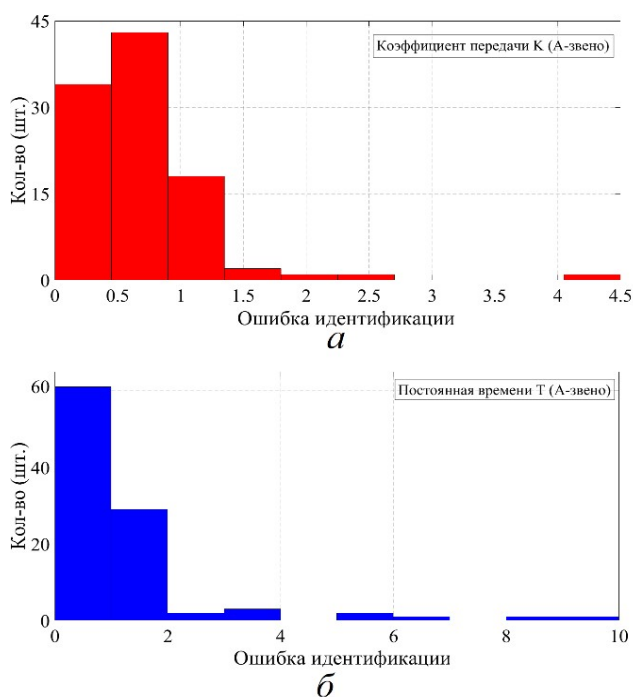 45
30
15
0
Кол-во (шт.)
Коэффициент передачи K (А-звено)
0 0.5 1 1.5 2 2.5 3 3.5 4 4.5
Ошибка идентификации
а
60
40
20
0
Кол-во (шт.)
Постоянная времени T (А-звено)
0 2 4 6 8 10
Ошибка идентификации
б